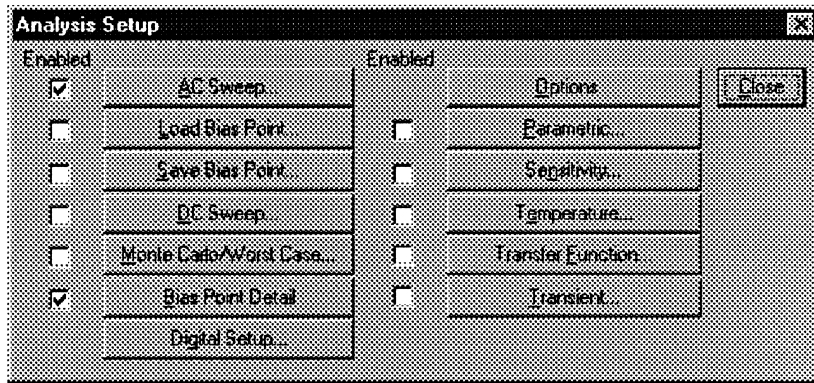 Analysis Setup
Enabled
Enabled
AC Sweep...
Options
Close
Load Bias Point...
Parametric...
Save Bias Point...
Sensitivity...
DC Sweep...
Temperature...
Monte Carlo/Worst Case...
Transfer Function...
Bias Point Detail
Transient...
Digital Setup...